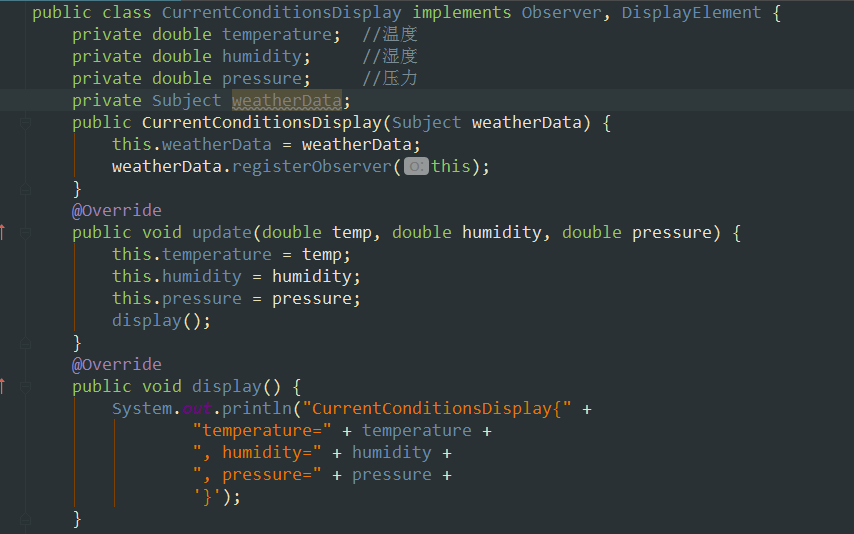 public class CurrentConditionsDisplay implements Observer, DisplayElement {
private double temperature;  //温度
private double humidity;     //湿度
private double pressure;     //压力
private Subject weatherData;
public CurrentConditionsDisplay(Subject weatherData) {
this.weatherData = weatherData;
weatherData.registerObserver( o: this);
}
@Override
public void update(double temp, double humidity, double pressure) {
this.temperature = temp;
this.humidity = humidity;
this.pressure = pressure;
display();
}
@Override
public void display() {
System.out.println("CurrentConditionsDisplay{" +
"temperature=" + temperature +
", humidity=" + humidity +
", pressure=" + pressure +
'}');
}